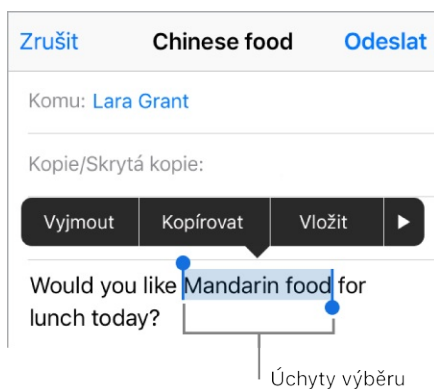 Zrušit Chinese food Odeslat
Komu: Lara Grant
Kopie/Skrytá kopie:
Vyjmout Kopírovat Vložit
Would you like Mandarin food for
lunch today?
Úchyty výběru